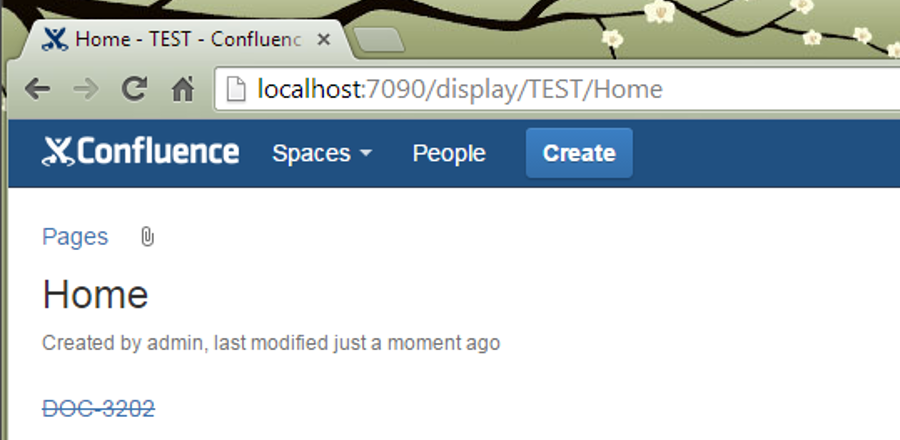 Home - TEST - Confluenc
localhost:7090/display/TEST/Home
Confluence Spaces People Create
Pages
Home
Created by admin, last modified just a moment ago
DOC-3202